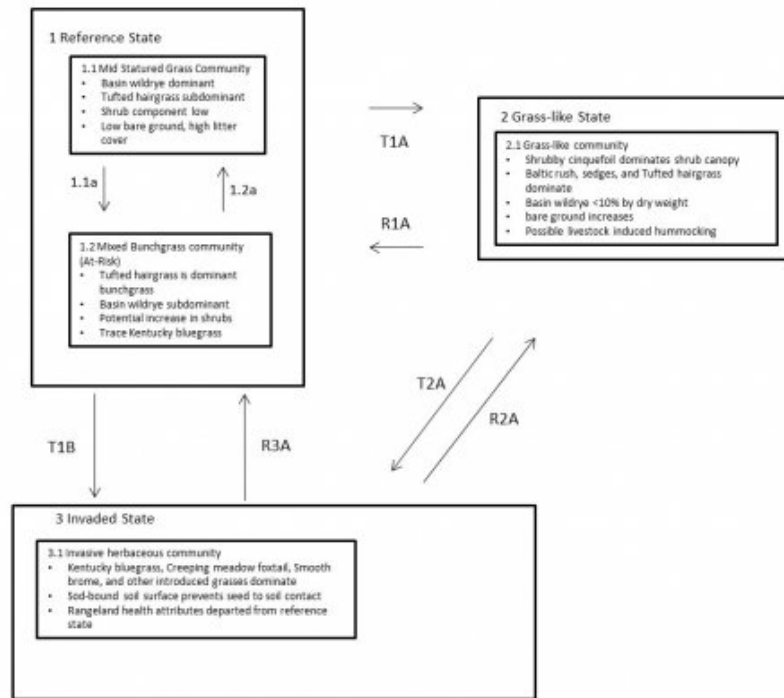 1 Reference State
1.1 Mid Statured Grass Community
• Basin wildrye dominant
• Tufted hairgrass subdominant
• Shrub component low
• Low bare ground, high litter
cover
1.1a
1.2a
1.2 Mixed Bunchgrass community
(At-Risk)
• Tufted hairgrass is dominant
bunchgrass
• Basin wildrye subdominant
• Potential increase in shrubs
• Trace Kentucky bluegrass
T1A
R1A
2 Grass-like State
2.1 Grass-like community
• Shrubby cinquefoil dominates shrub canopy
• Baltic rush, sedges, and Tufted hairgrass
dominate
• Basin wildrye <10% by dry weight
• bare ground increases
• Possible livestock induced hummocking
T2A
R2A
T1B
R3A
3 Invaded State
3.1 Invasive herbaceous community
• Kentucky bluegrass, Creeping meadow foxtail, Smooth
brome, and other introduced grasses dominate
• Sod-bound soil surface prevents seed to soil contact
• Rangeland health attributes departed from reference
state